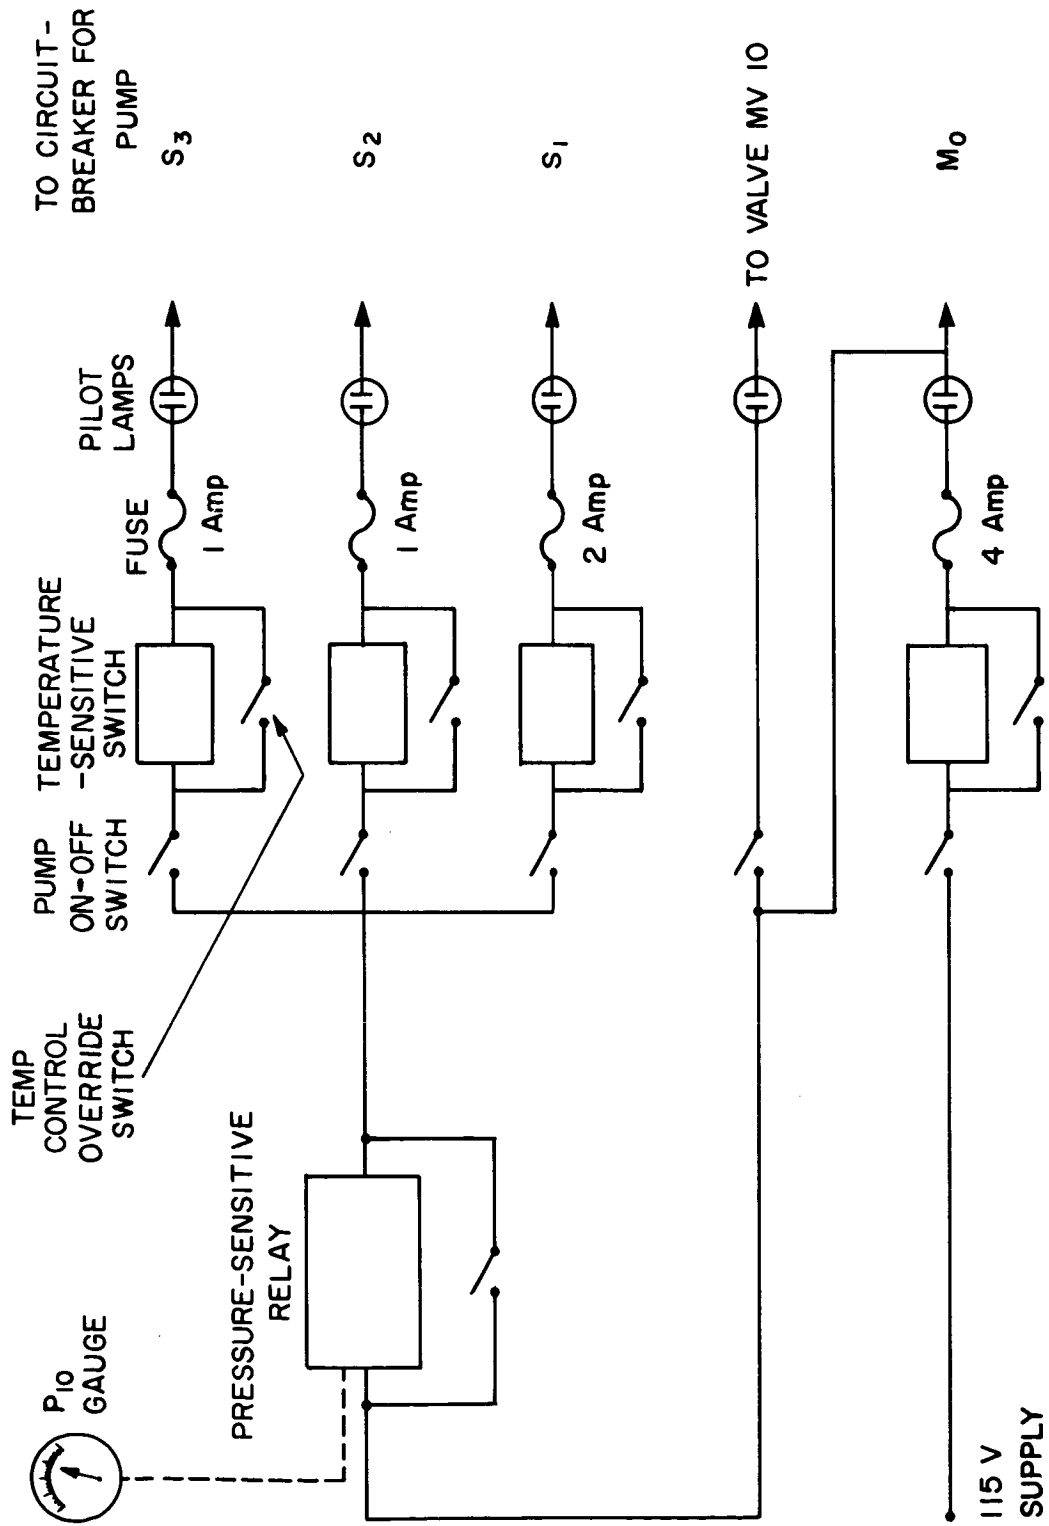 TO CIRCUIT-
BREAKER FOR
PUMP
S3
S2
S1
TO VALVE MV 10
M0
PILOT
LAMPS
FUSE
1 Amp
1 Amp
2 Amp
4 Amp
TEMPERATURE
-SENSITIVE
SWITCH
PUMP
ON-OFF
SWITCH
TEMP
CONTROL
OVERRIDE
SWITCH
PRESSURE-SENSITIVE
RELAY
P10
GAUGE
115 V
SUPPLY